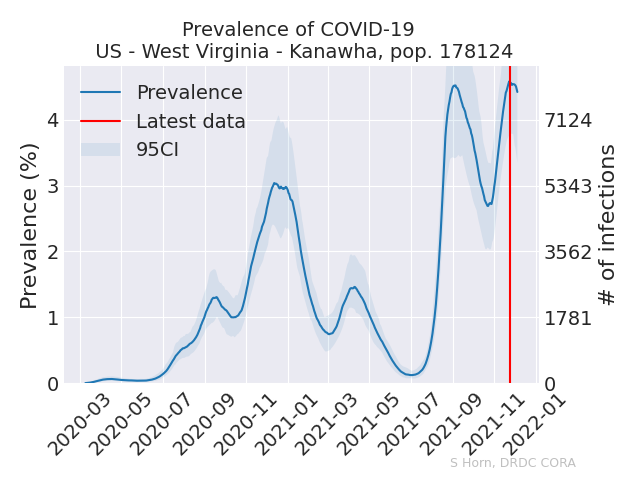 Prevalence of COVID-19
US - West Virginia - Kanawha, pop. 178124
Prevalence
Latest data
95CI
Prevalence (%)
4
3
2
1
0
7124
5343
3562
1781
0
# of infections
2020-03
2020-05
2020-07
2020-09
2020-11
2021-01
2021-03
2021-05
2021-07
2021-09
2021-11
2022-01
S Horn, DRDC CORA